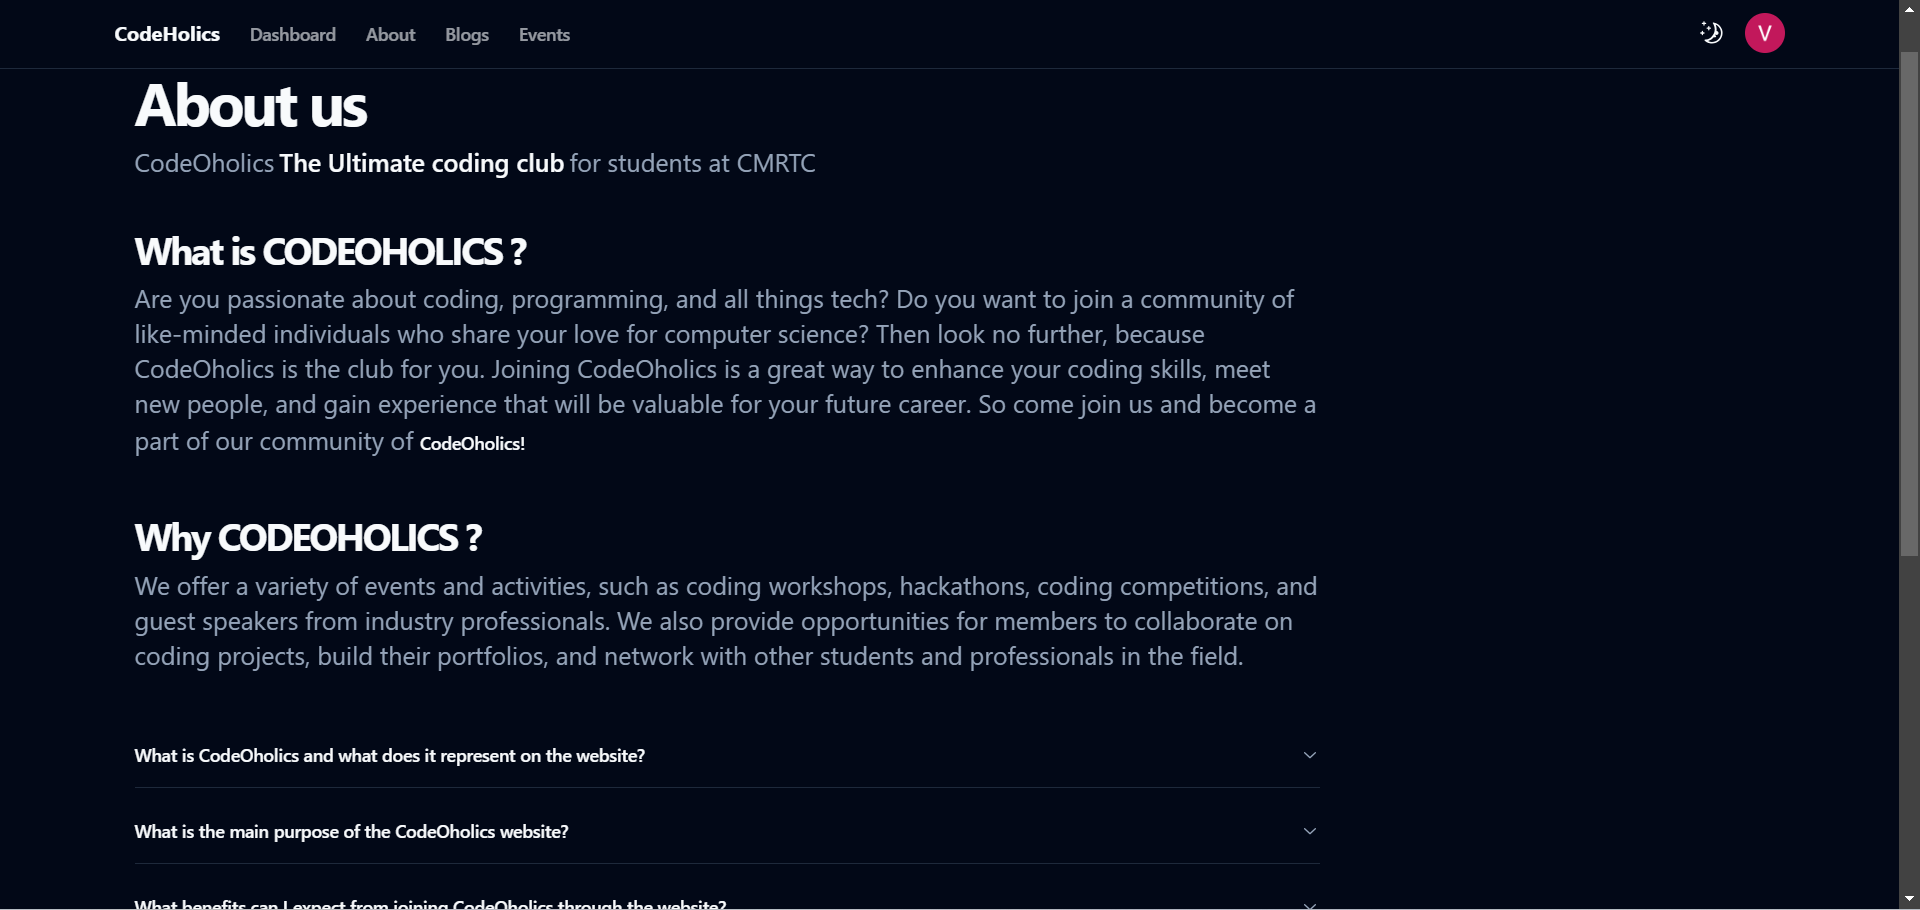 CodeHolics Dashboard About Blogs Events V
About us
CodeOholics The Ultimate coding club for students at CMRTC
What is CODEOHOLICS ?
Are you passionate about coding, programming, and all things tech? Do you want to join a community of
like-minded individuals who share your love for computer science? Then look no further, because
CodeOholics is the club for you. Joining CodeOholics is a great way to enhance your coding skills, meet
new people, and gain experience that will be valuable for your future career. So come join us and become a
part of our community of CodeOholics!
Why CODEOHOLICS ?
We offer a variety of events and activities, such as coding workshops, hackathons, coding competitions, and
guest speakers from industry professionals. We also provide opportunities for members to collaborate on
coding projects, build their portfolios, and network with other students and professionals in the field.
What is CodeOholics and what does it represent on the website?
What is the main purpose of the CodeOholics website?
What benefits can I expect from joining CodeOholics through the website?